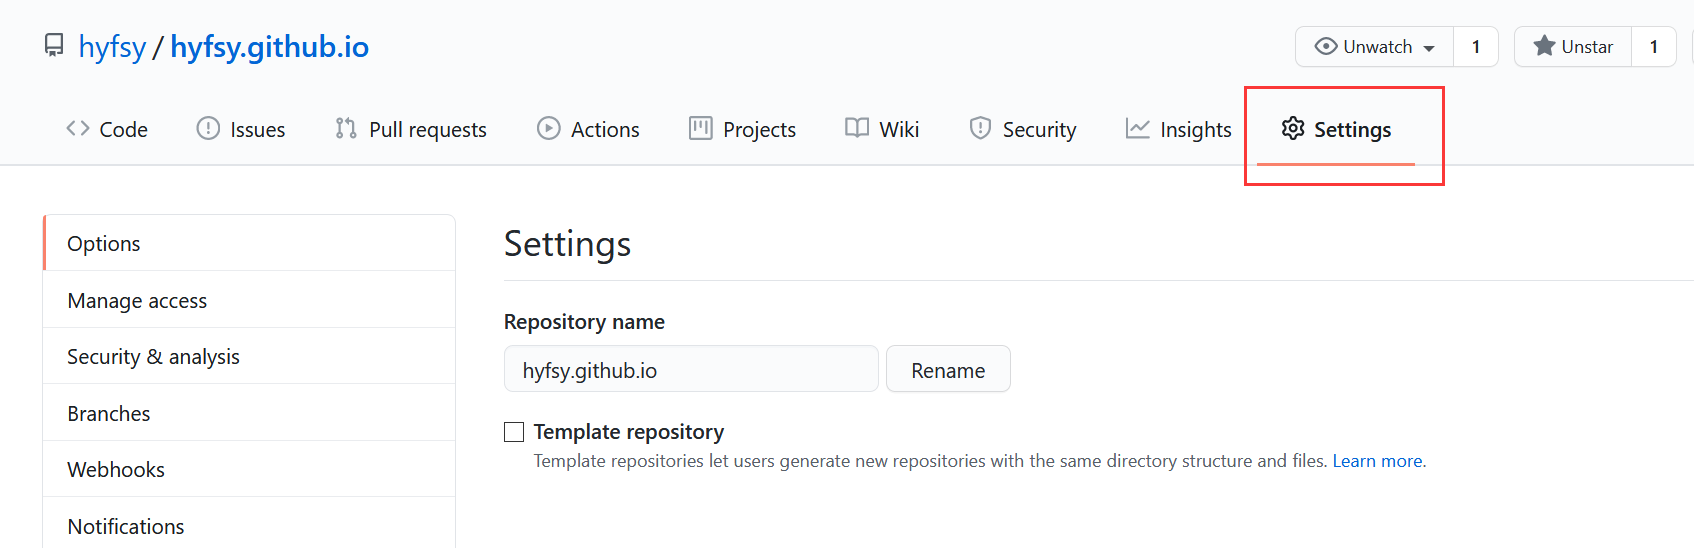 hyfsy / hyfsy.github.io
Unwatch 1 Unstar 1
Code Issues Pull requests Actions Projects Wiki Security Insights Settings
Options
Manage access
Security & analysis
Branches
Webhooks
Notifications
Settings
Repository name
hyfsy.github.io Rename
Template repository
Template repositories let users generate new repositories with the same directory structure and files. Learn more.